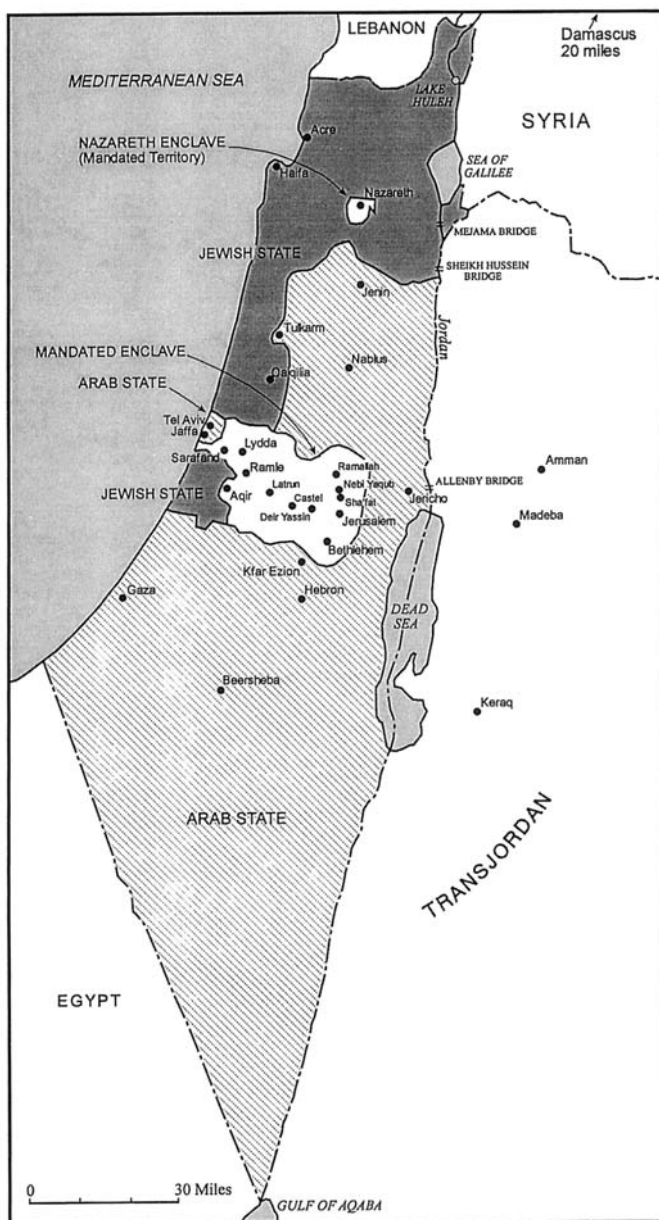 LEBANON
Damascus
20 miles
MEDITERRANEAN SEA
LAKE
HULEH
SYRIA
Acre
NAZARETH ENCLAVE
(Mandated Territory)
SEA OF
GALILEE
Haifa
Nazareth
MEJAMA BRIDGE
JEWISH STATE
SHEIKH HUSSEIN
BRIDGE
Jenin
Jordan
Tulkarm
MANDATED ENCLAVE
Nablus
Qalqilia
ARAB STATE
Tel Aviv
Jaffa
Lydda
Sarafand
Ramallah
Amman
Ramle
Nebi Yaqub
ALLENBY BRIDGE
JEWISH STATE
Aqir
Latrun
Castel
Sha'fat
Jericho
Deir Yassin
Jerusalem
Madeba
Bethlehem
Kfar Ezion
Gaza
Hebron
DEAD
SEA
Beersheba
Keraq
ARAB STATE
TRANSJORDAN
EGYPT
0 30 Miles
GULF OF AQABA